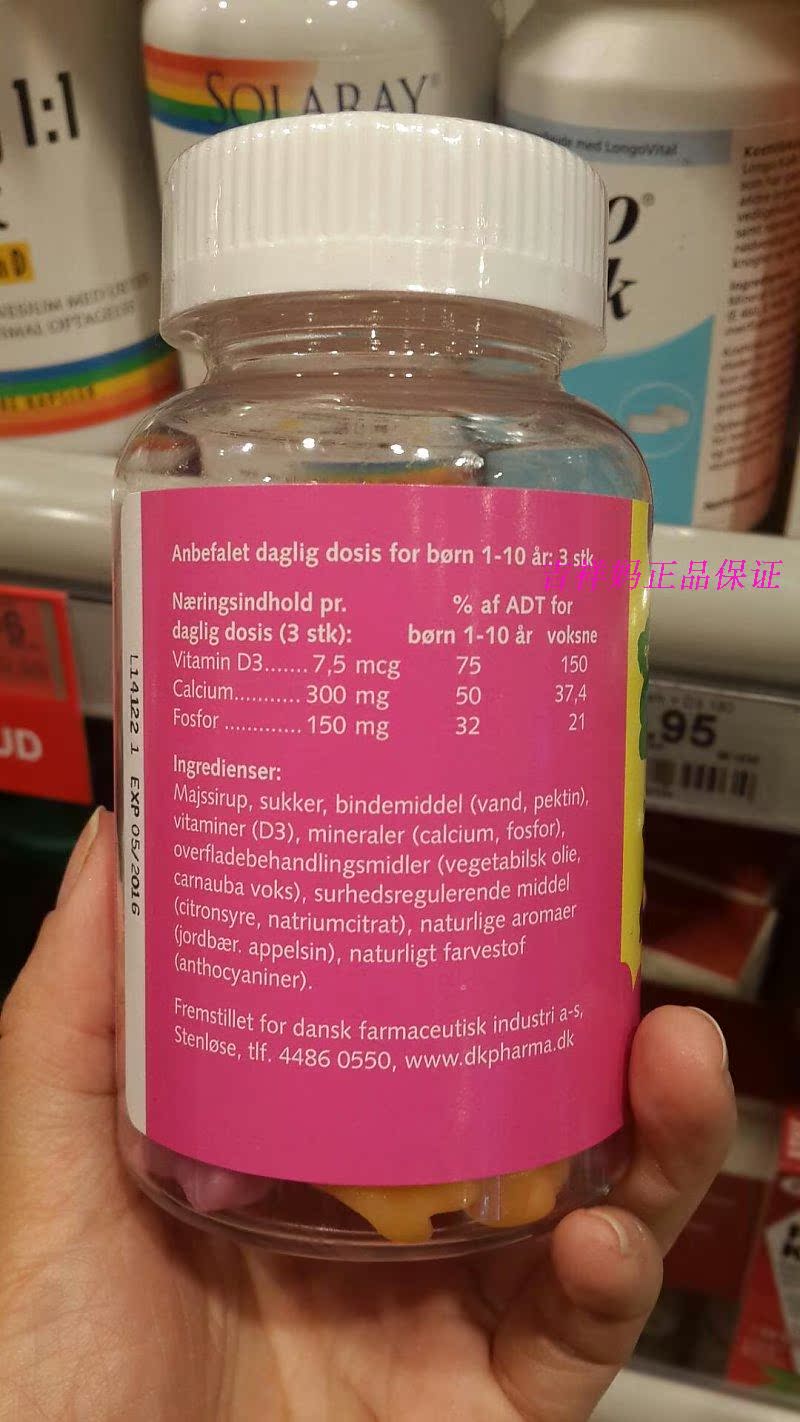 1:1
SOLARAY®
med LongoVital
Anbefalet daglig dosis for børn 1-10 år: 3 stk
吉祥妈正品保证
Næringsindhold pr. % af ADT for
daglig dosis (3 stk): børn 1-10 år voksne
Vitamin D3....... 7,5 mcg 75 150
Calcium........... 300 mg 50 37,4
Fosfor ............. 150 mg 32 21
Ingredienser:
Majssirup, sukker, bindemiddel (vand, pektin),
vitaminer (D3), mineraler (calcium, fosfor),
overfladebehandlingsmidler (vegetabilsk olie,
carnauba voks), surhedsregulerende middel
(citronsyre, natriumcitrat), naturlige aromaer
(jordbær. appelsin), naturligt farvestof
(anthocyaniner).
Fremstillet for dansk farmaceutisk industri a-s,
Stenløse, tlf. 4486 0550, www.dkpharma.dk
L14122 1 EXP 05/2016
.95
UD